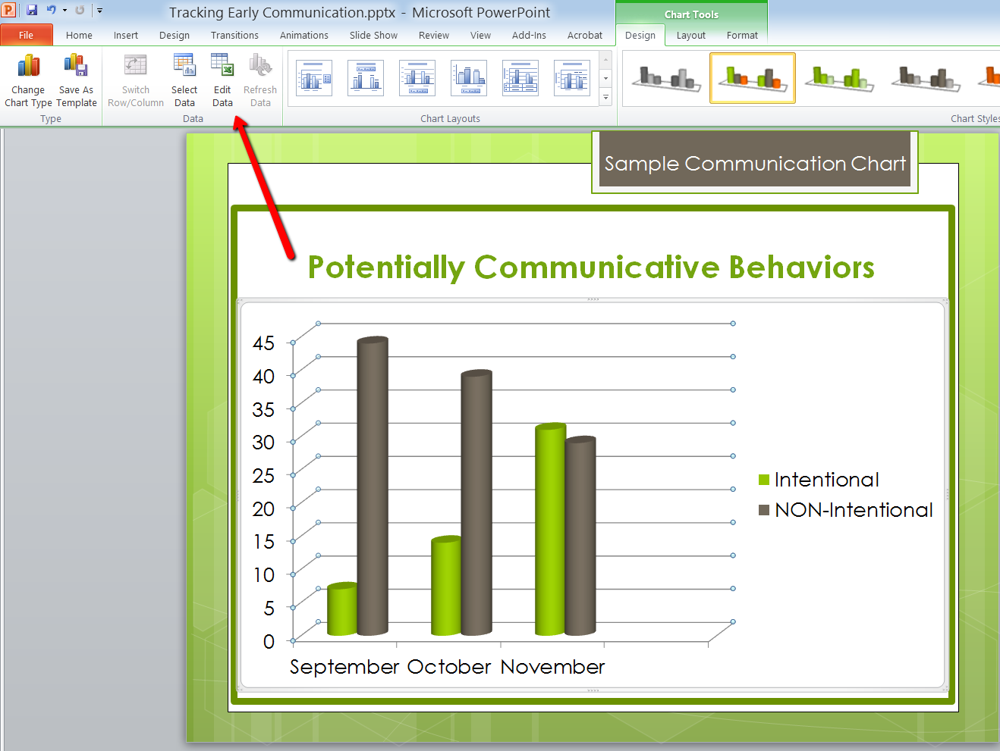 P
Tracking Early Communication.pptx - Microsoft PowerPoint
Chart Tools
File Home Insert Design Transitions Animations Slide Show Review View Add-Ins Acrobat Design Layout Format
Change Chart Type
Save As Template
Switch Row/Column
Select Data
Edit Data
Refresh Data
Type Data Chart Layouts Chart Styles
Sample Communication Chart
Potentially Communicative Behaviors
45
40
35
30
25
20
15
10
5
0
September October November
Intentional
NON-Intentional